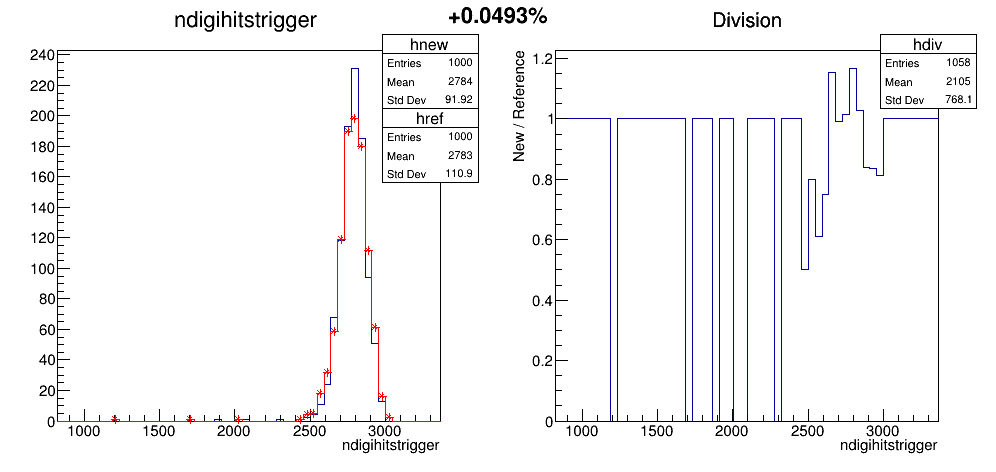 ndigihitstrigger
+0.0493%
Division
hnew
Entries 1000
Mean 2784
Std Dev 91.92
href
Entries 1000
Mean 2783
Std Dev 110.9
240
220
200
180
160
140
120
100
80
60
40
20
0
1000 1500 2000 2500 3000
ndigihitstrigger
hdiv
Entries 1058
Mean 2105
Std Dev 768.1
New / Reference
1.2
1
0.8
0.6
0.4
0.2
0
1000 1500 2000 2500 3000
ndigihitstrigger